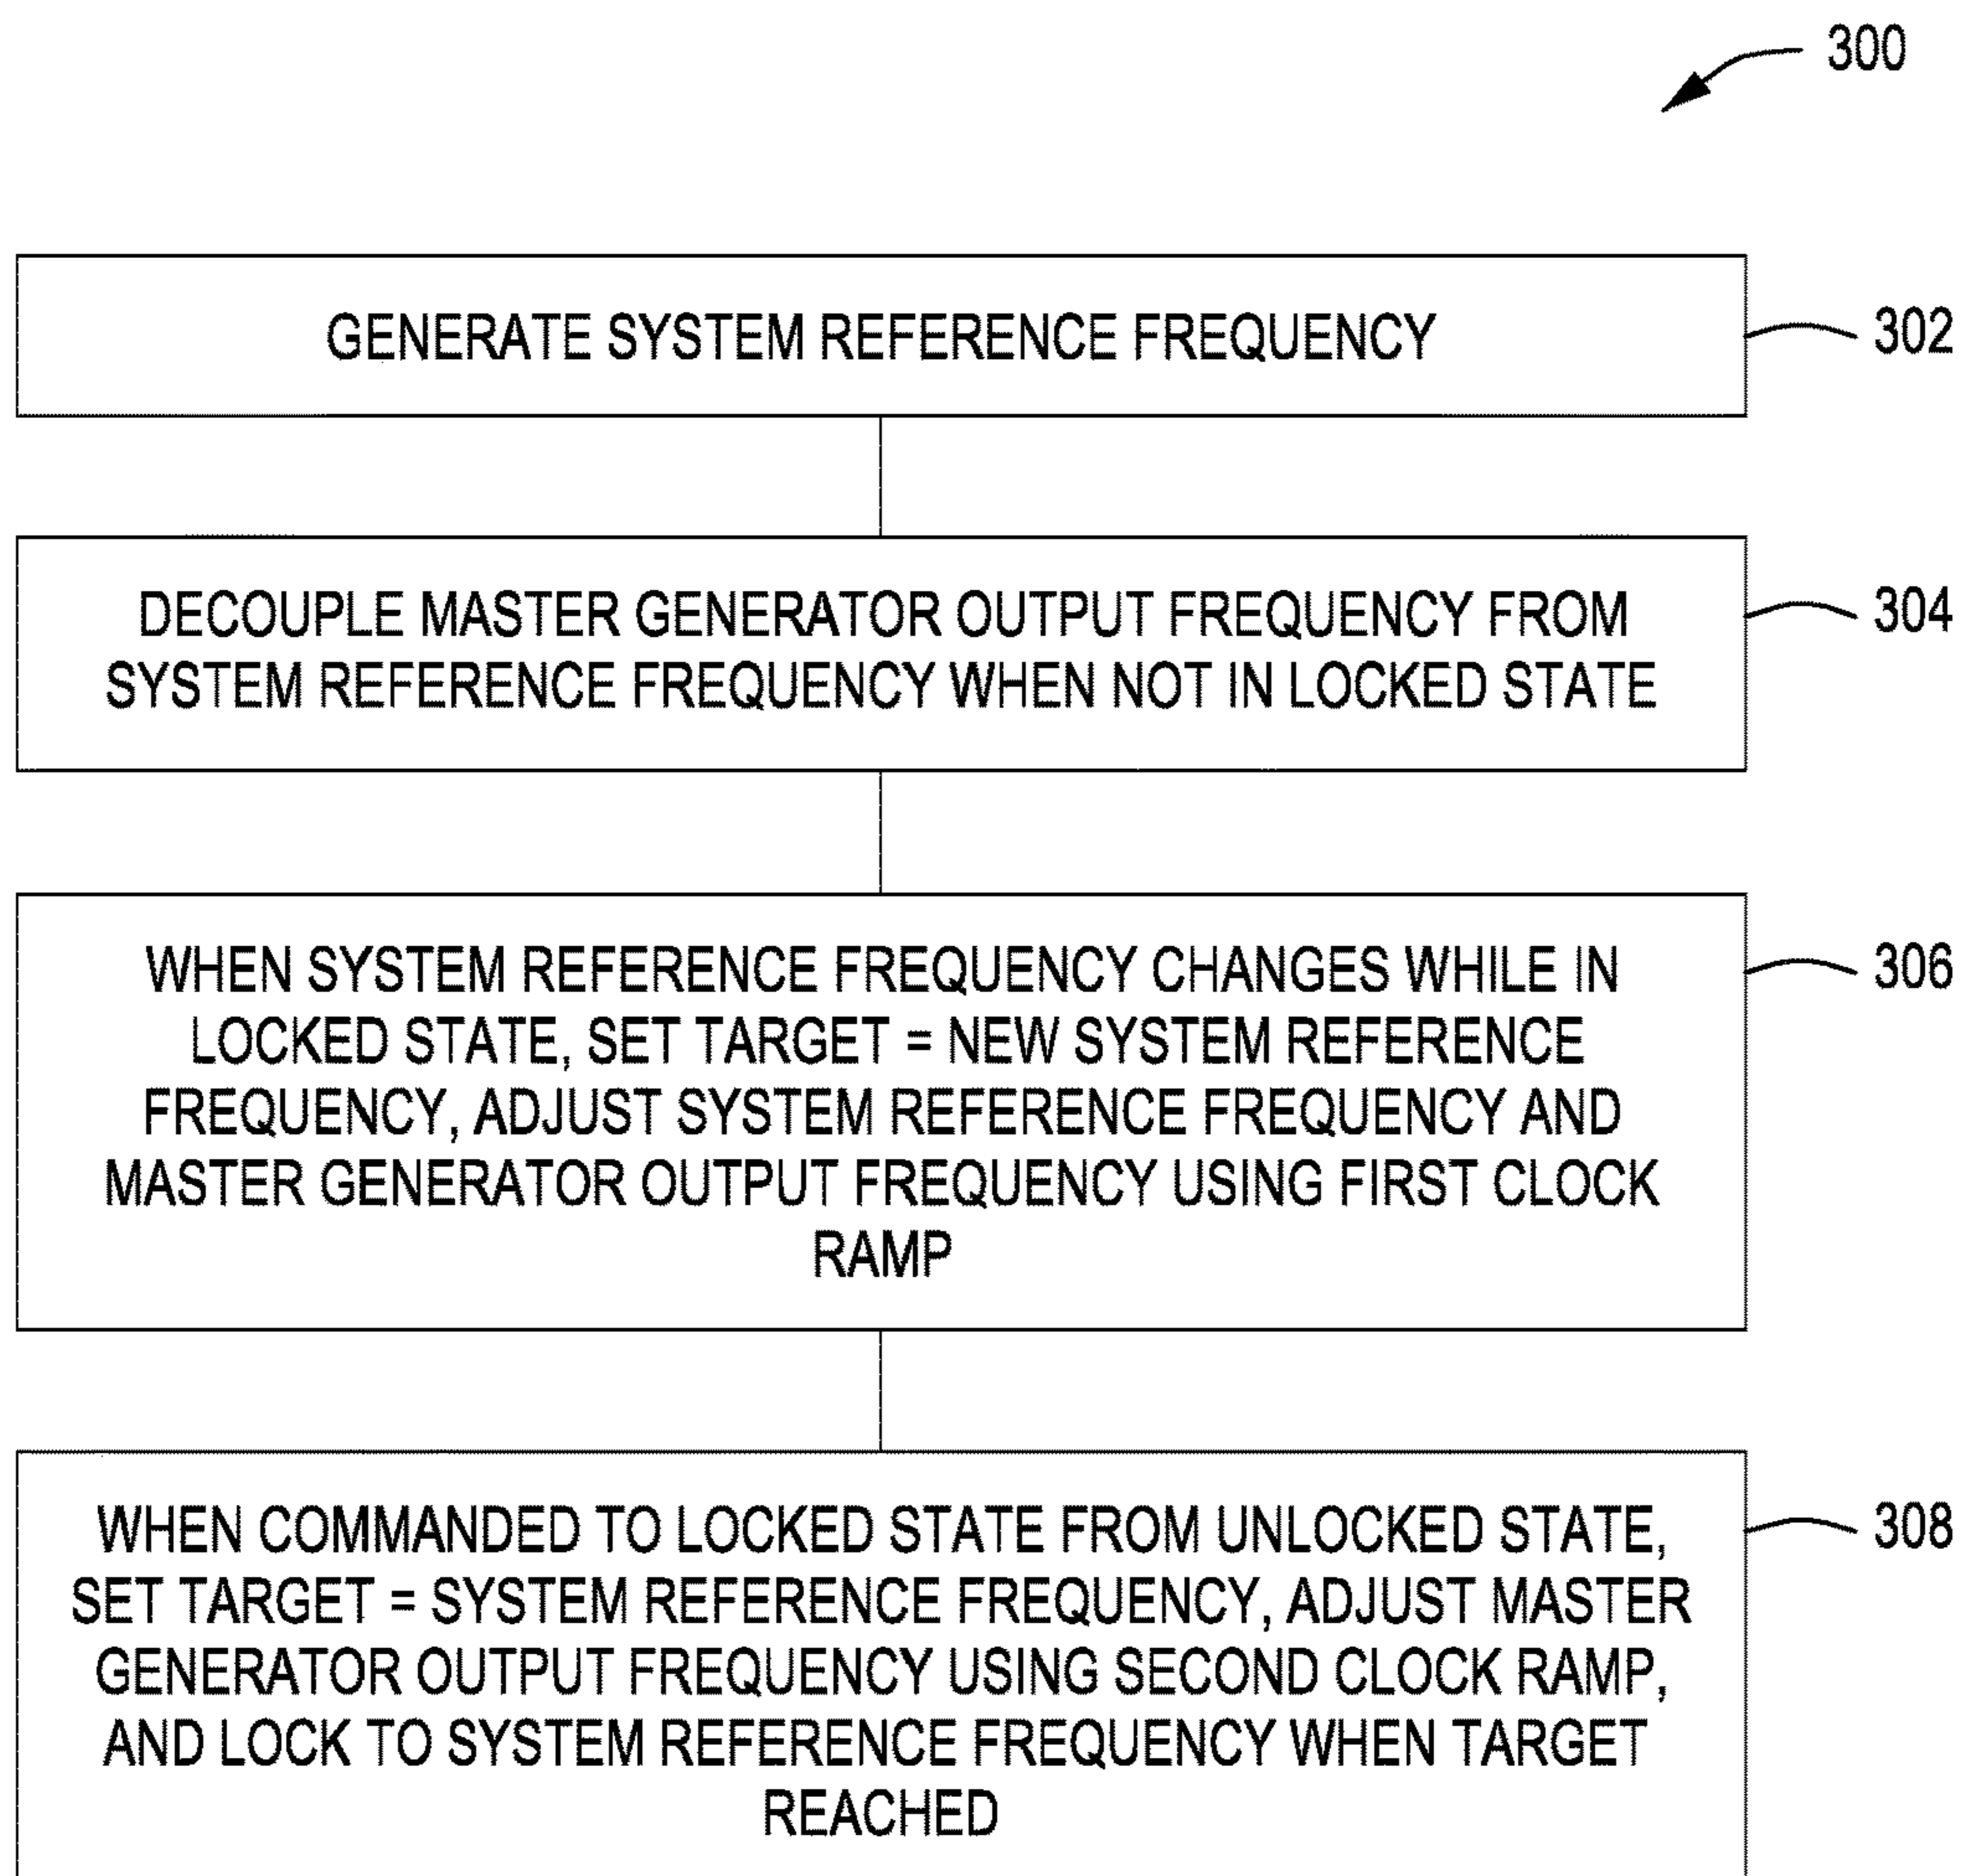 300
GENERATE SYSTEM REFERENCE FREQUENCY
302
DECOUPLE MASTER GENERATOR OUTPUT FREQUENCY FROM
SYSTEM REFERENCE FREQUENCY WHEN NOT IN LOCKED STATE
304
WHEN SYSTEM REFERENCE FREQUENCY CHANGES WHILE IN
LOCKED STATE, SET TARGET = NEW SYSTEM REFERENCE
FREQUENCY, ADJUST SYSTEM REFERENCE FREQUENCY AND
MASTER GENERATOR OUTPUT FREQUENCY USING FIRST CLOCK
RAMP
306
WHEN COMMANDED TO LOCKED STATE FROM UNLOCKED STATE,
SET TARGET = SYSTEM REFERENCE FREQUENCY, ADJUST MASTER
GENERATOR OUTPUT FREQUENCY USING SECOND CLOCK RAMP,
AND LOCK TO SYSTEM REFERENCE FREQUENCY WHEN TARGET
REACHED
308